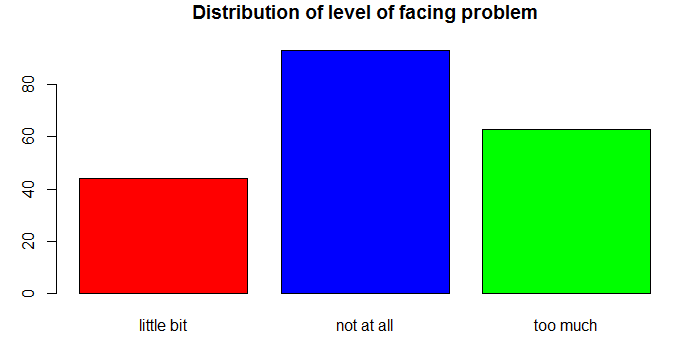 Distribution of level of facing problem
80
60
40
20
0
little bit
not at all
too much